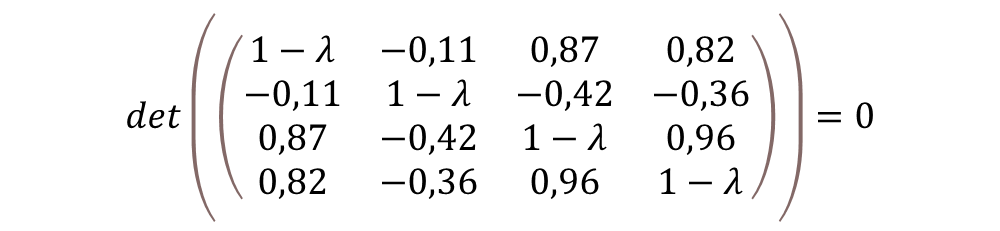 1 − λ −0,11 0,87 0,82
−0,11 1 − λ −0,42 −0,36
det = 0
0,87 −0,42 1 − λ 0,96
0,82 −0,36 0,96 1 − λ